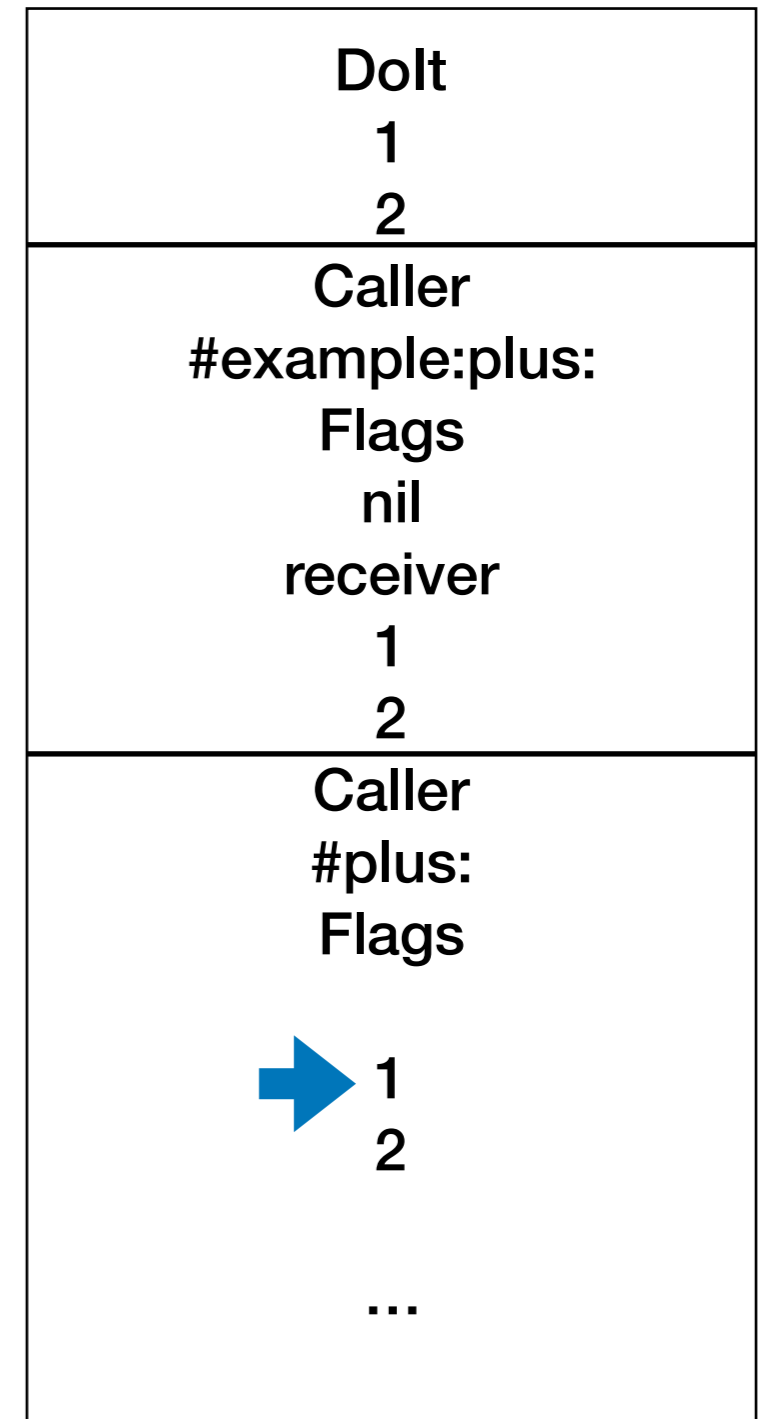 DoIt
1
2
Caller
#example:plus:
Flags
nil
receiver
1
2
Caller
#plus:
Flags
1
2
...